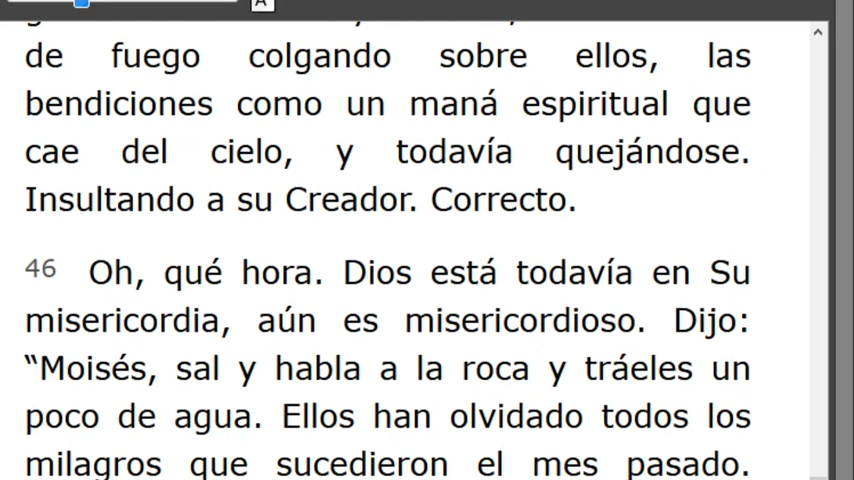 A
de fuego colgando sobre ellos, las
bendiciones como un maná espiritual que
cae del cielo, y todavía quejándose.
Insultando a su Creador. Correcto.
46 Oh, qué hora. Dios está todavía en Su
misericordia, aún es misericordioso. Dijo:
“Moisés, sal y habla a la roca y tráeles un
poco de agua. Ellos han olvidado todos los
milagros que sucedieron el mes pasado.